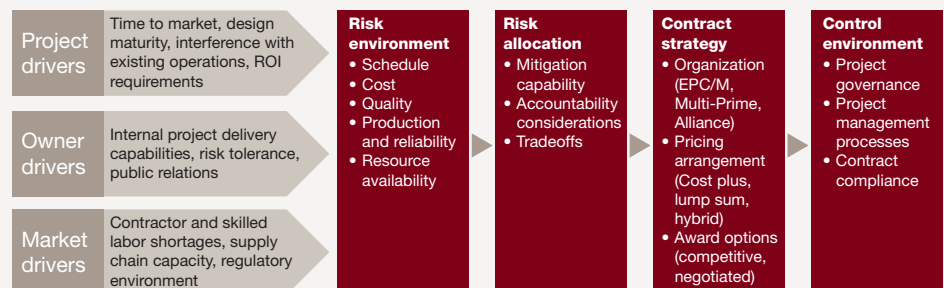 Project
drivers
Time to market, design
maturity, interference with
existing operations, ROI
requirements
Owner
drivers
Internal project delivery
capabilities, risk tolerance,
public relations
Market
drivers
Contractor and skilled
labor shortages, supply
chain capacity, regulatory
environment
Risk
environment
• Schedule
• Cost
• Quality
• Production
and reliability
• Resource
availability
Risk
allocation
• Mitigation
capability
• Accountability
considerations
• Tradeoffs
Contract
strategy
• Organization
(EPC/M,
Multi-Prime,
Alliance)
• Pricing
arrangement
(Cost plus,
lump sum,
hybrid)
• Award options
(competitive,
negotiated)
Control
environment
• Project
governance
• Project
management
processes
• Contract
compliance